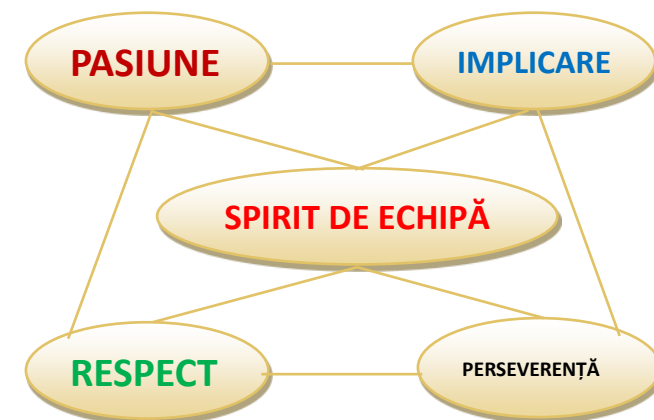 PASIUNE
IMPLICARE
SPIRIT DE ECHIPĂ
RESPECT
PERSEVERENȚĂ